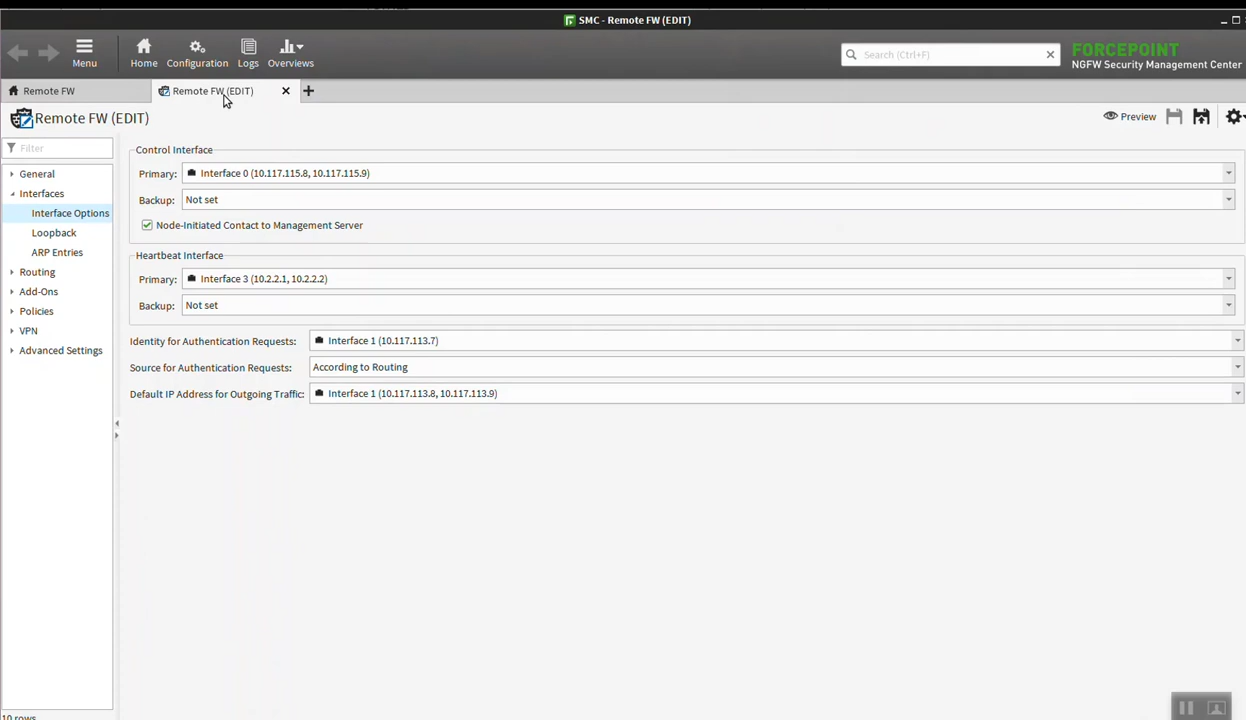 SMC - Remote FW (EDIT)
Menu
Home
Configuration
Logs
Overviews
Search (Ctrl+F)
FORCEPOINT
NGFW Security Management Center
Remote FW
Remote FW (EDIT)
Remote FW (EDIT)
Preview
Filter
General
Interfaces
Interface Options
Loopback
ARP Entries
Routing
Add-Ons
Policies
VPN
Advanced Settings
Control Interface
Primary: Interface 0 (10.117.115.8, 10.117.115.9)
Backup: Not set
Node-Initiated Contact to Management Server
Heartbeat Interface
Primary: Interface 3 (10.2.2.1, 10.2.2.2)
Backup: Not set
Identity for Authentication Requests: Interface 1 (10.117.113.7)
Source for Authentication Requests: According to Routing
Default IP Address for Outgoing Traffic: Interface 1 (10.117.113.8, 10.117.113.9)
10 rows